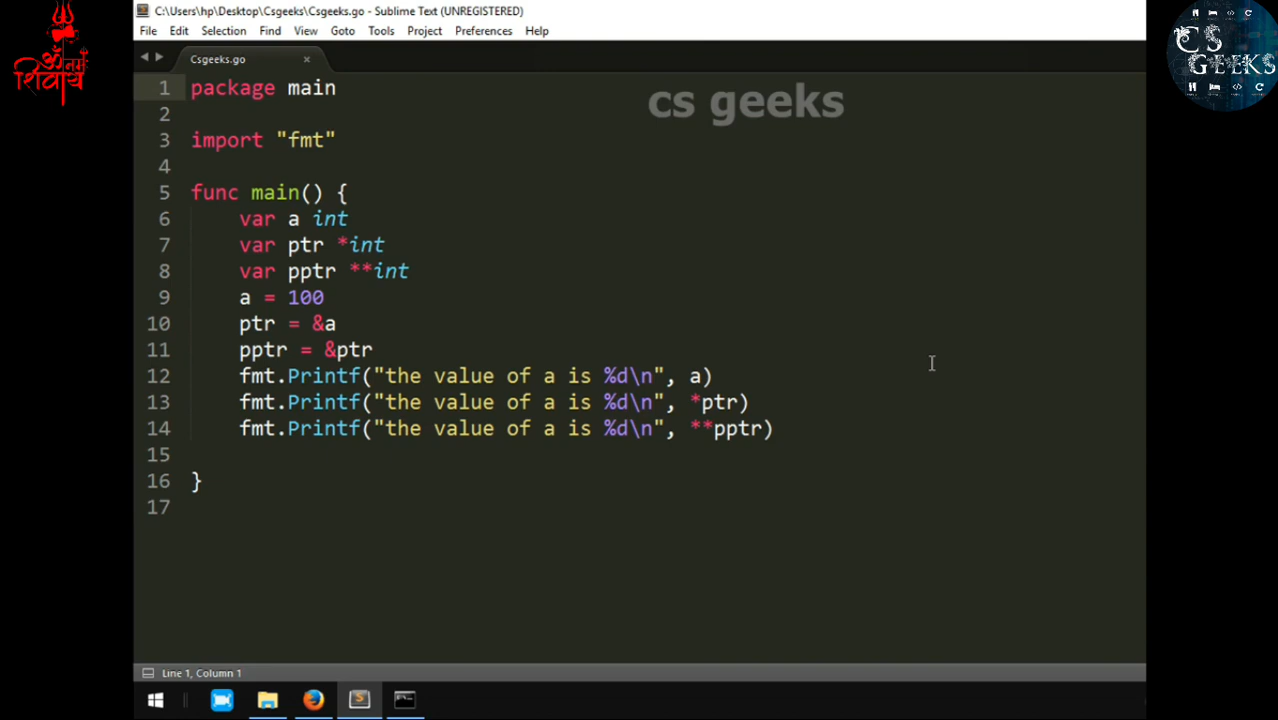 C:\Users\hp\Desktop\Csgeeks\Csgeeks.go - Sublime Text (UNREGISTERED)
File Edit Selection Find View Goto Tools Project Preferences Help
Csgeeks.go ×
ॐ नमः
शिवाय
CS
GEEKS
cs geeks
1 package main
2
3 import "fmt"
4
5 func main() {
6     var a int
7     var ptr *int
8     var pptr **int
9     a = 100
10     ptr = &a
11     pptr = &ptr
12     fmt.Printf("the value of a is %d\n", a)
13     fmt.Printf("the value of a is %d\n", *ptr)
14     fmt.Printf("the value of a is %d\n", **pptr)
15
16 }
17
Line 1, Column 1